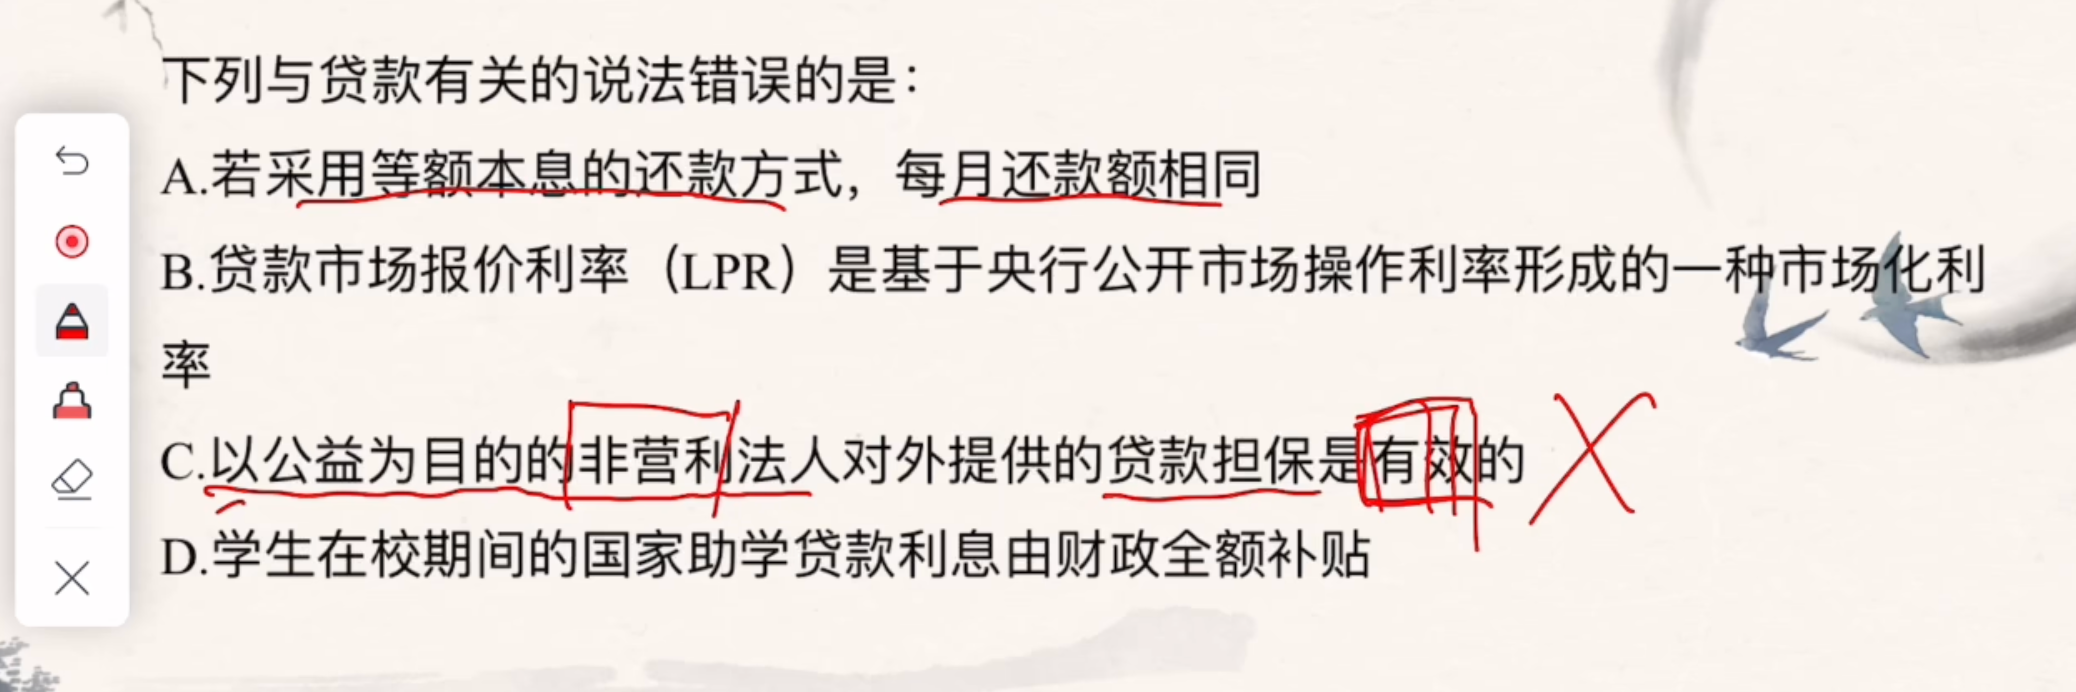 下列与贷款有关的说法错误的是：
A.若采用等额本息的还款方式，每月还款额相同
B.贷款市场报价利率（LPR）是基于央行公开市场操作利率形成的一种市场化利
率
C.以公益为目的的非营利法人对外提供的贷款担保是有效的
D.学生在校期间的国家助学贷款利息由财政全额补贴